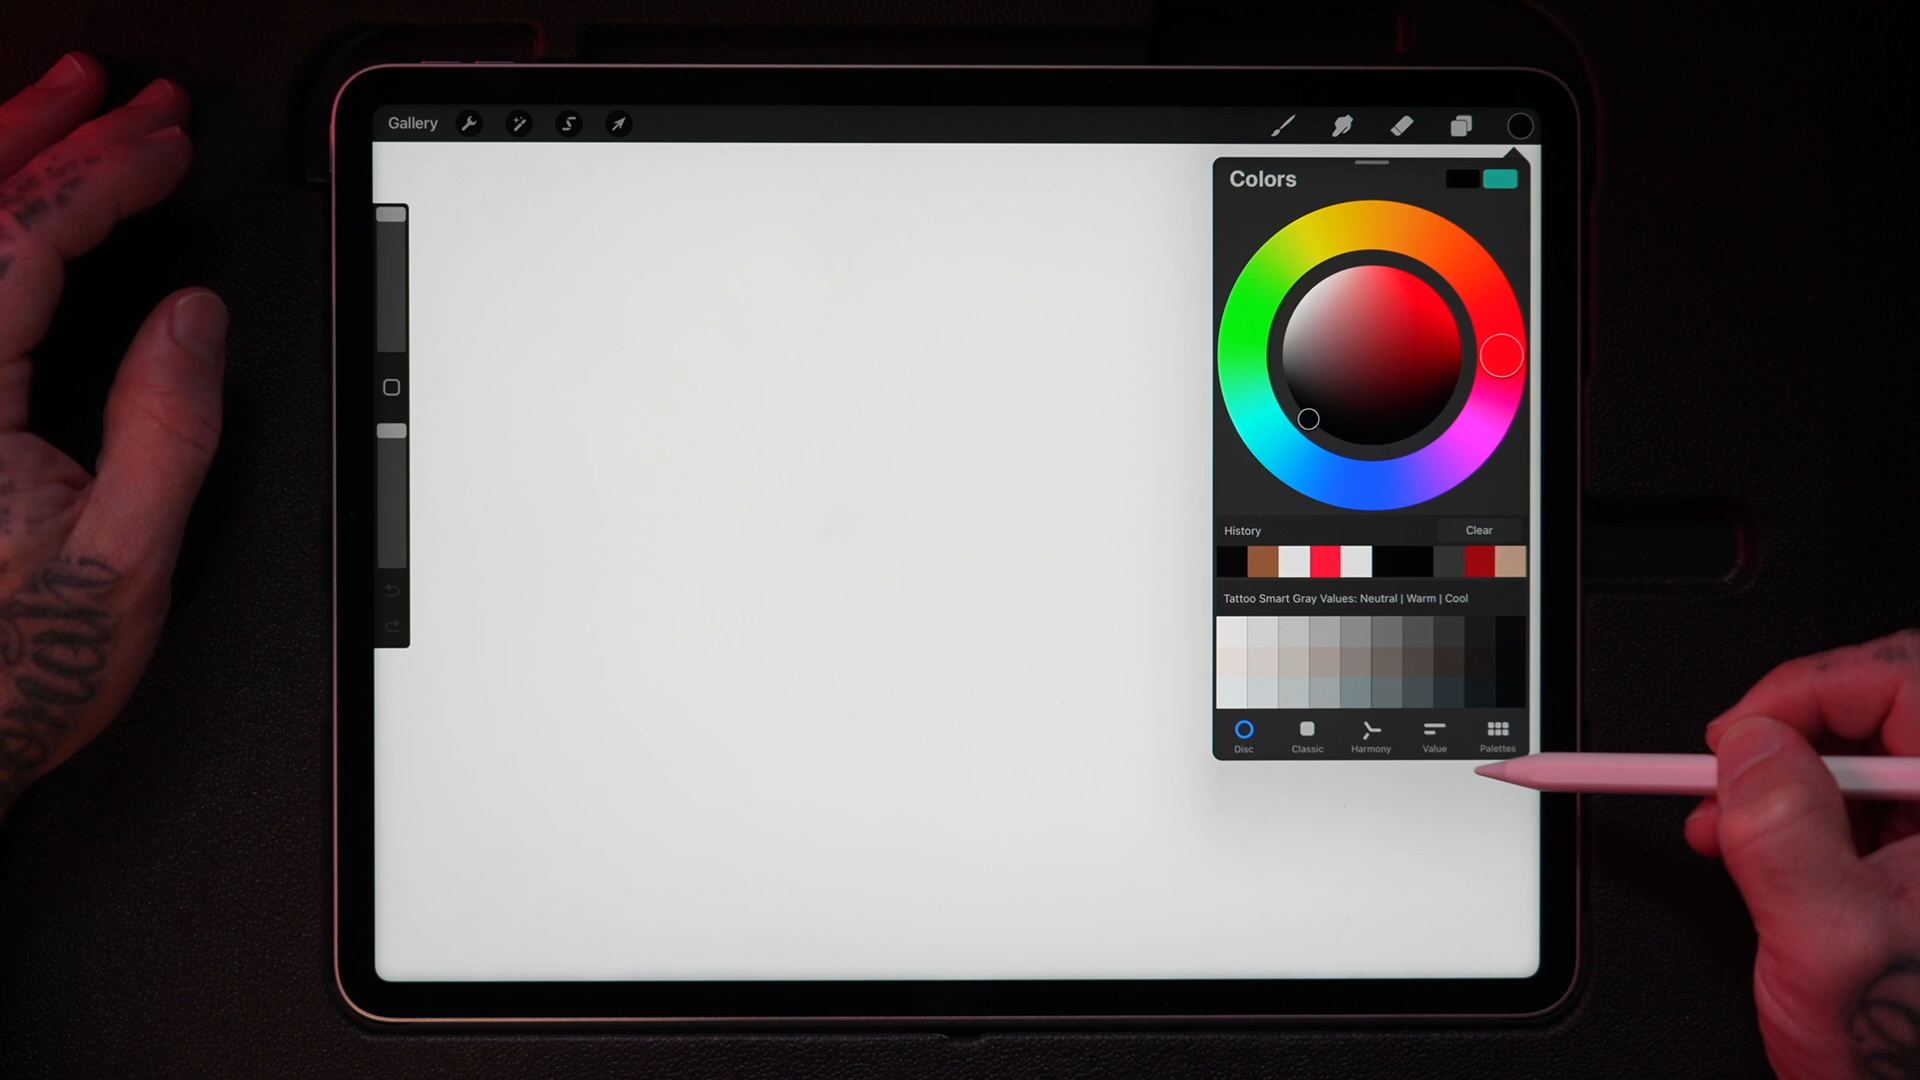 Gallery
Colors
History
Clear
Tattoo Smart Gray Values: Neutral | Warm | Cool
Disc
Classic
Harmony
Value
Palettes